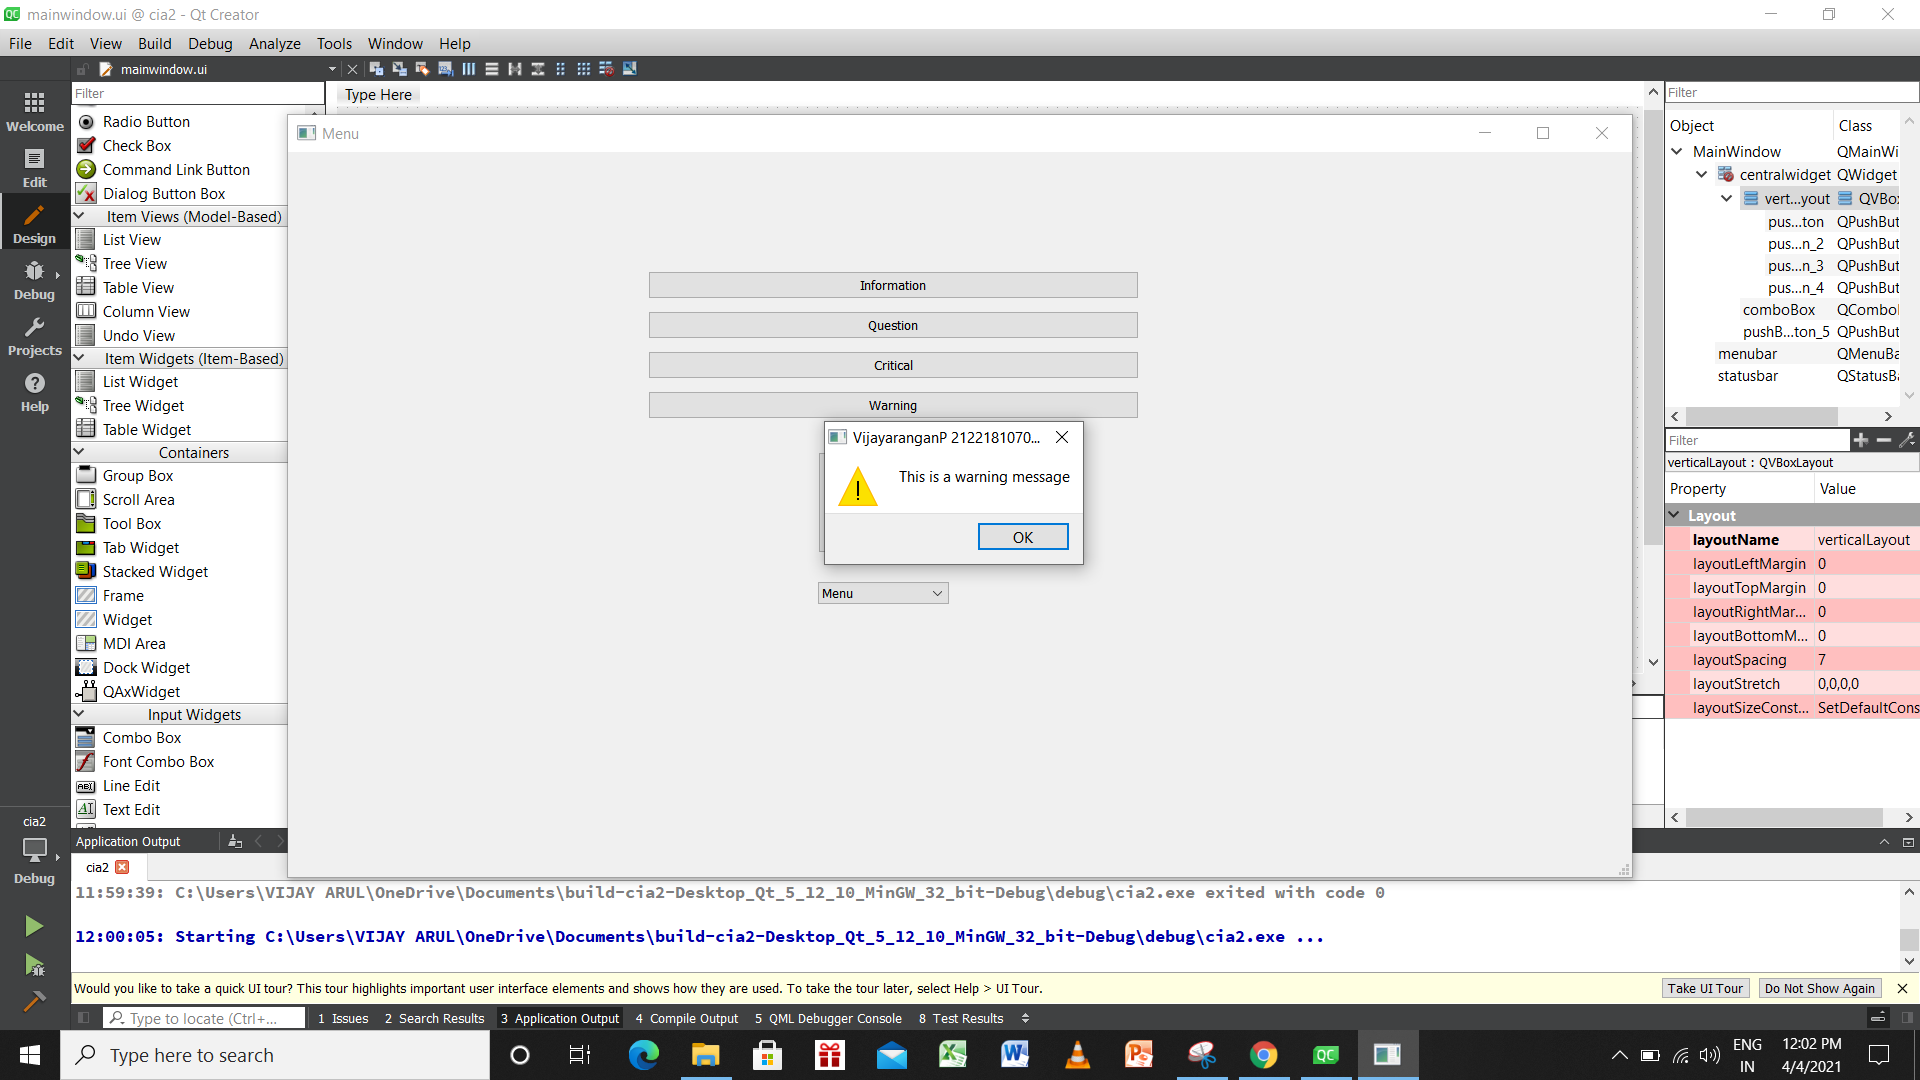 mainwindow.ui @ cia2 - Qt Creator
File Edit View Build Debug Analyze Tools Window Help
mainwindow.ui
Filter
Type Here
Filter
Welcome
Edit
Design
Debug
Projects
Help
Radio Button
Check Box
Command Link Button
Dialog Button Box
Item Views (Model-Based)
List View
Tree View
Table View
Column View
Undo View
Item Widgets (Item-Based)
List Widget
Tree Widget
Table Widget
Containers
Group Box
Scroll Area
Tool Box
Tab Widget
Stacked Widget
Frame
Widget
MDI Area
Dock Widget
QAxWidget
Input Widgets
Combo Box
Font Combo Box
Line Edit
Text Edit
Menu
Information
Question
Critical
Warning
VijayaranganP 2122181070...
This is a warning message
OK
Menu
Object Class
MainWindow QMainWi
centralwidget QWidget
vert...yout QVBox
pus...ton QPushBut
pus...n_2 QPushBut
pus...n_3 QPushBut
pus...n_4 QPushBut
comboBox QCombo
pushB...ton_5 QPushBut
menubar QMenuBa
statusbar QStatusBa
Filter
verticalLayout : QVBoxLayout
Property Value
Layout
layoutName verticalLayout
layoutLeftMargin 0
layoutTopMargin 0
layoutRightMar... 0
layoutBottomM... 0
layoutSpacing 7
layoutStretch 0,0,0,0
layoutSizeConst... SetDefaultCons
cia2
Debug
Application Output
cia2
11:59:39: C:\Users\VIJAY ARUL\OneDrive\Documents\build-cia2-Desktop_Qt_5_12_10_MinGW_32_bit-Debug\debug\cia2.exe exited with code 0
12:00:05: Starting C:\Users\VIJAY ARUL\OneDrive\Documents\build-cia2-Desktop_Qt_5_12_10_MinGW_32_bit-Debug\debug\cia2.exe ...
Would you like to take a quick UI tour? This tour highlights important user interface elements and shows how they are used. To take the tour later, select Help > UI Tour.
Take UI Tour Do Not Show Again
Type to locate (Ctrl+... 1 Issues 2 Search Results 3 Application Output 4 Compile Output 5 QML Debugger Console 8 Test Results
Type here to search
ENG
IN
12:02 PM
4/4/2021